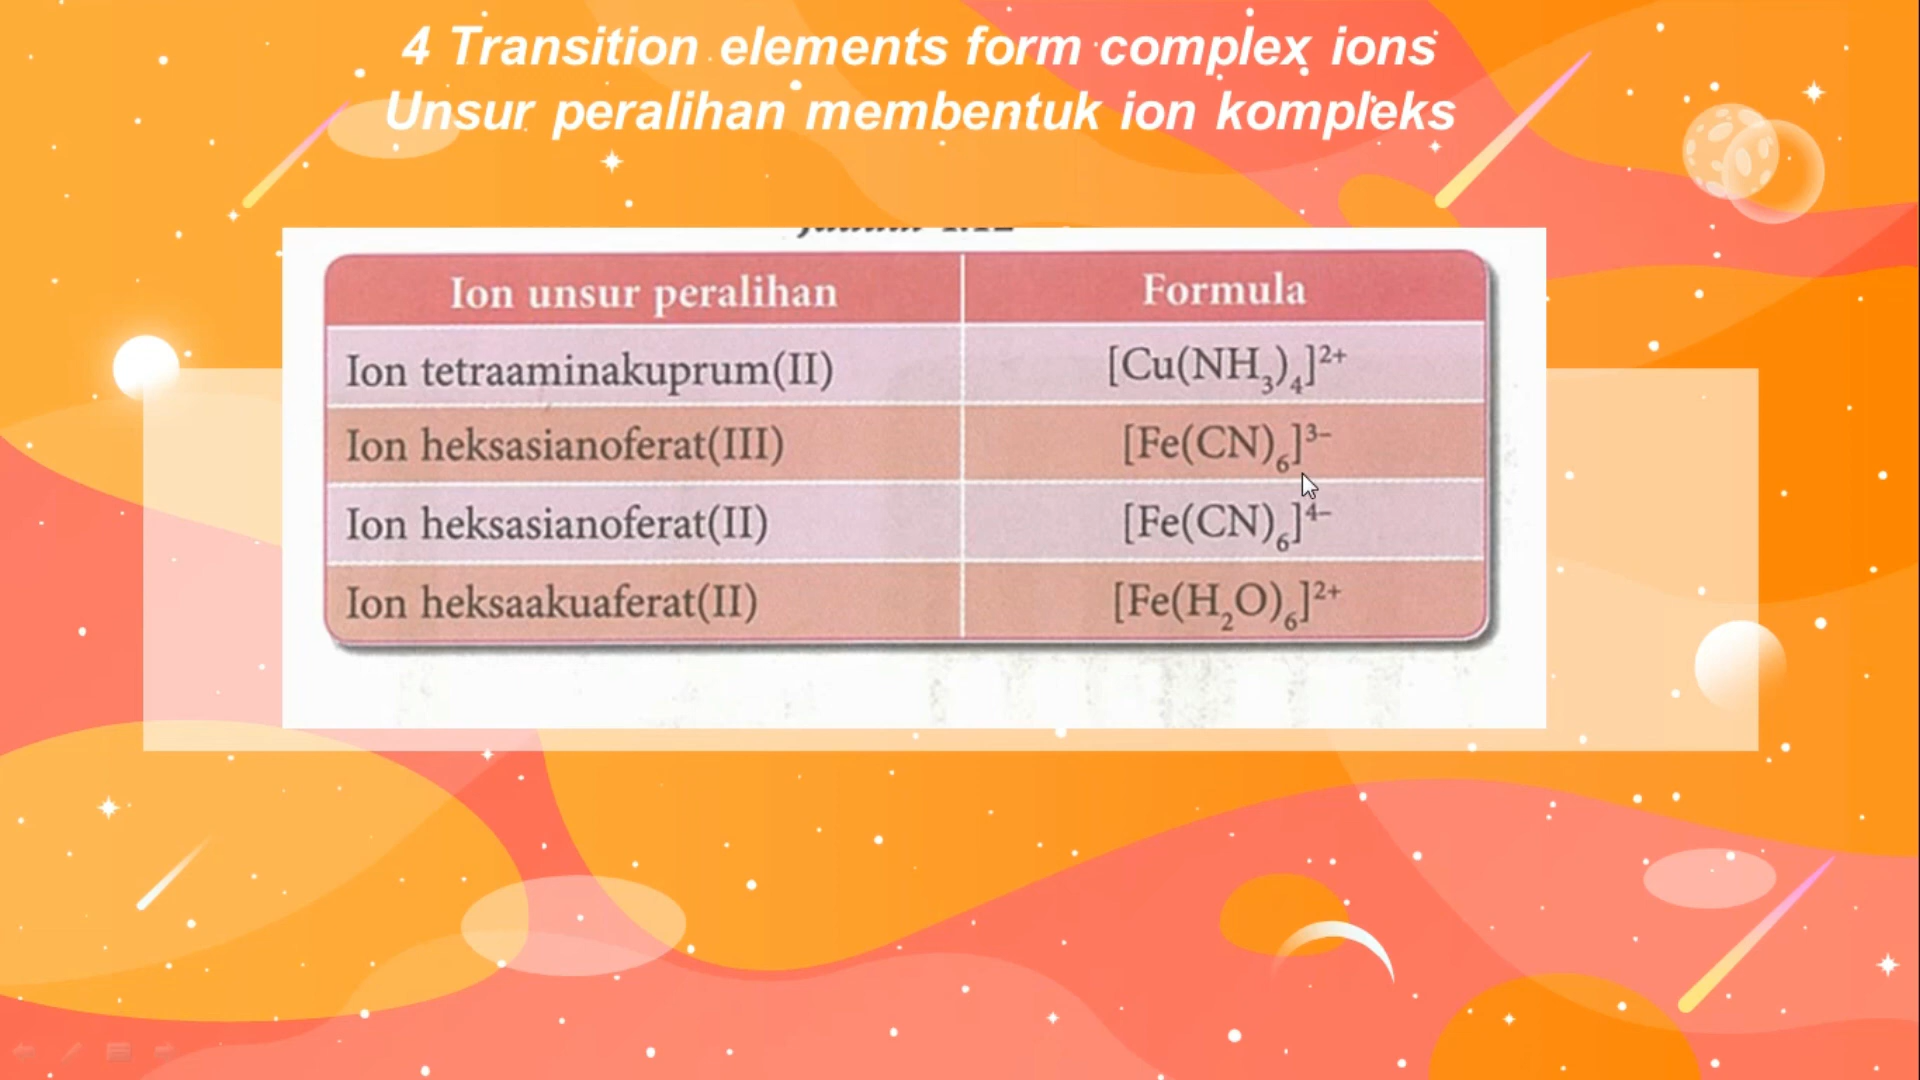 4 Transition elements form complex ions
Unsur peralihan membentuk ion kompleks
Ion unsur peralihan Formula
Ion tetraaminakuprum(II) [Cu(NH₃)₄]²⁺
Ion heksasianoferat(III) [Fe(CN)₆]³⁻
Ion heksasianoferat(II) [Fe(CN)₆]⁴⁻
Ion heksaakuaferat(II) [Fe(H₂O)₆]²⁺